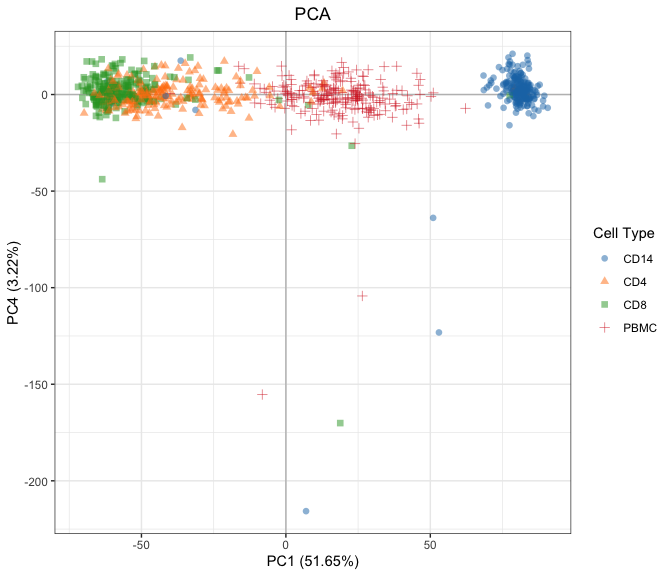 PCA
0
-50
-100
-150
-200
PC4 (3.22%)
-50
0
50
PC1 (51.65%)
Cell Type
CD14
CD4
CD8
PBMC